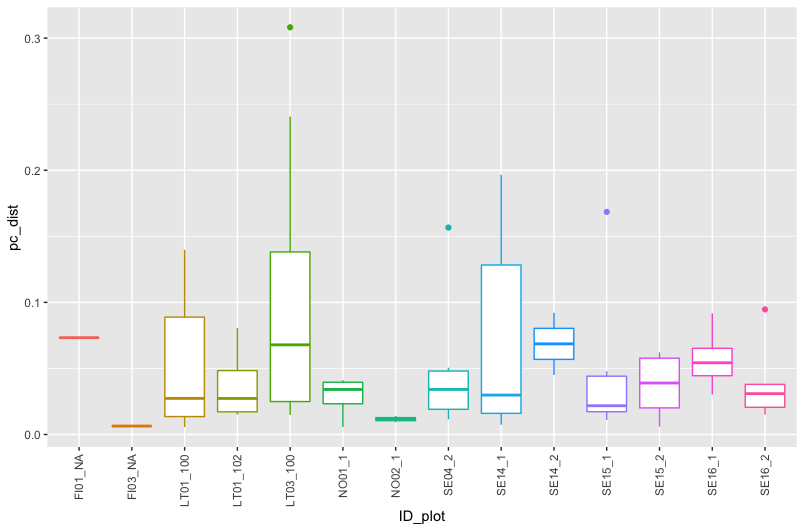 0.3
0.2
0.1
0.0
pc_dist
FI01_NA
FI03_NA
LT01_100
LT01_102
LT03_100
NO01_1
NO02_1
SE04_2
SE14_1
SE14_2
SE15_1
SE15_2
SE16_1
SE16_2
ID_plot